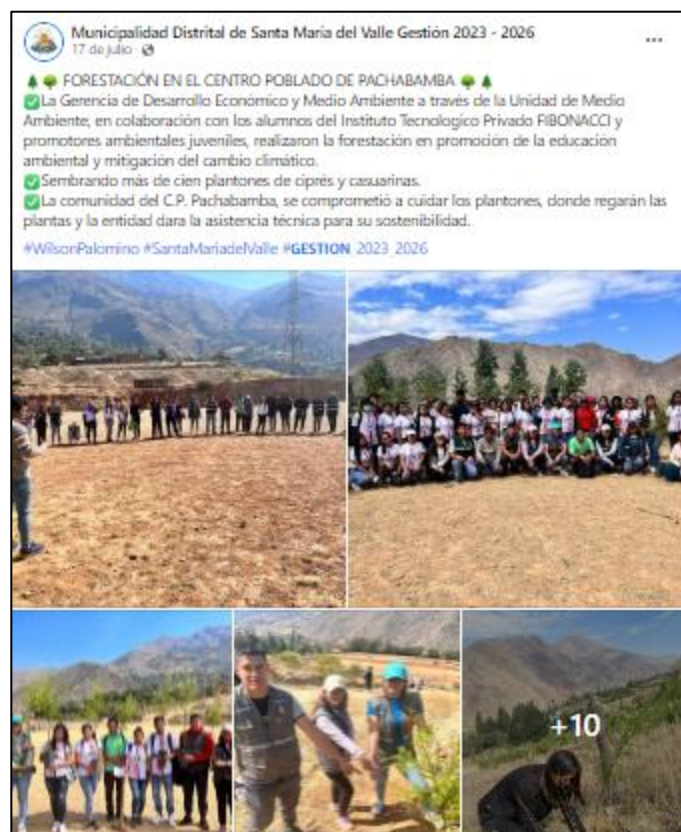 Municipalidad Distrital de Santa María del Valle Gestión 2023 - 2026
17 de julio
🌲🌳 FORESTACIÓN EN EL CENTRO POBLADO DE PACHABAMBA 🌳🌲
✅La Gerencia de Desarrollo Económico y Medio Ambiente a través de la Unidad de Medio
Ambiente, en colaboración con los alumnos del Instituto Tecnologico Privado FIBONACCI y
promotores ambientales juveniles, realizaron la forestación en promoción de la educación
ambiental y mitigación del cambio climático.
✅Sembrando más de cien plantones de ciprés y casuarinas.
✅La comunidad del C.P. Pachabamba, se comprometió a cuidar los plantones, donde regarán las
plantas y la entidad dara la asistencia técnica para su sostenibilidad.
#WilsonPalomino #SantaMariadelValle #GESTION_2023_2026
+10